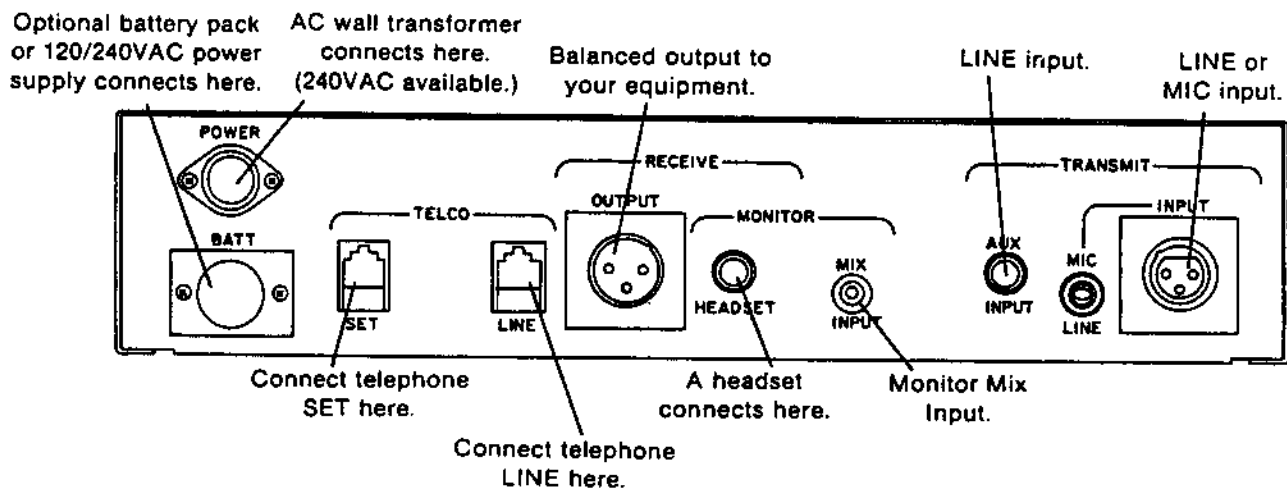 Optional battery pack
or 120/240VAC power
supply connects here.
AC wall transformer
connects here.
(240VAC available.)
Balanced output to
your equipment.
LINE input.
LINE or
MIC input.
POWER
BATT
TELCO
SET
LINE
RECEIVE
OUTPUT
MONITOR
HEADSET
MIX
INPUT
TRANSMIT
AUX
INPUT
INPUT
MIC
LINE
Connect telephone
SET here.
Connect telephone
LINE here.
A headset
connects here.
Monitor Mix
Input.